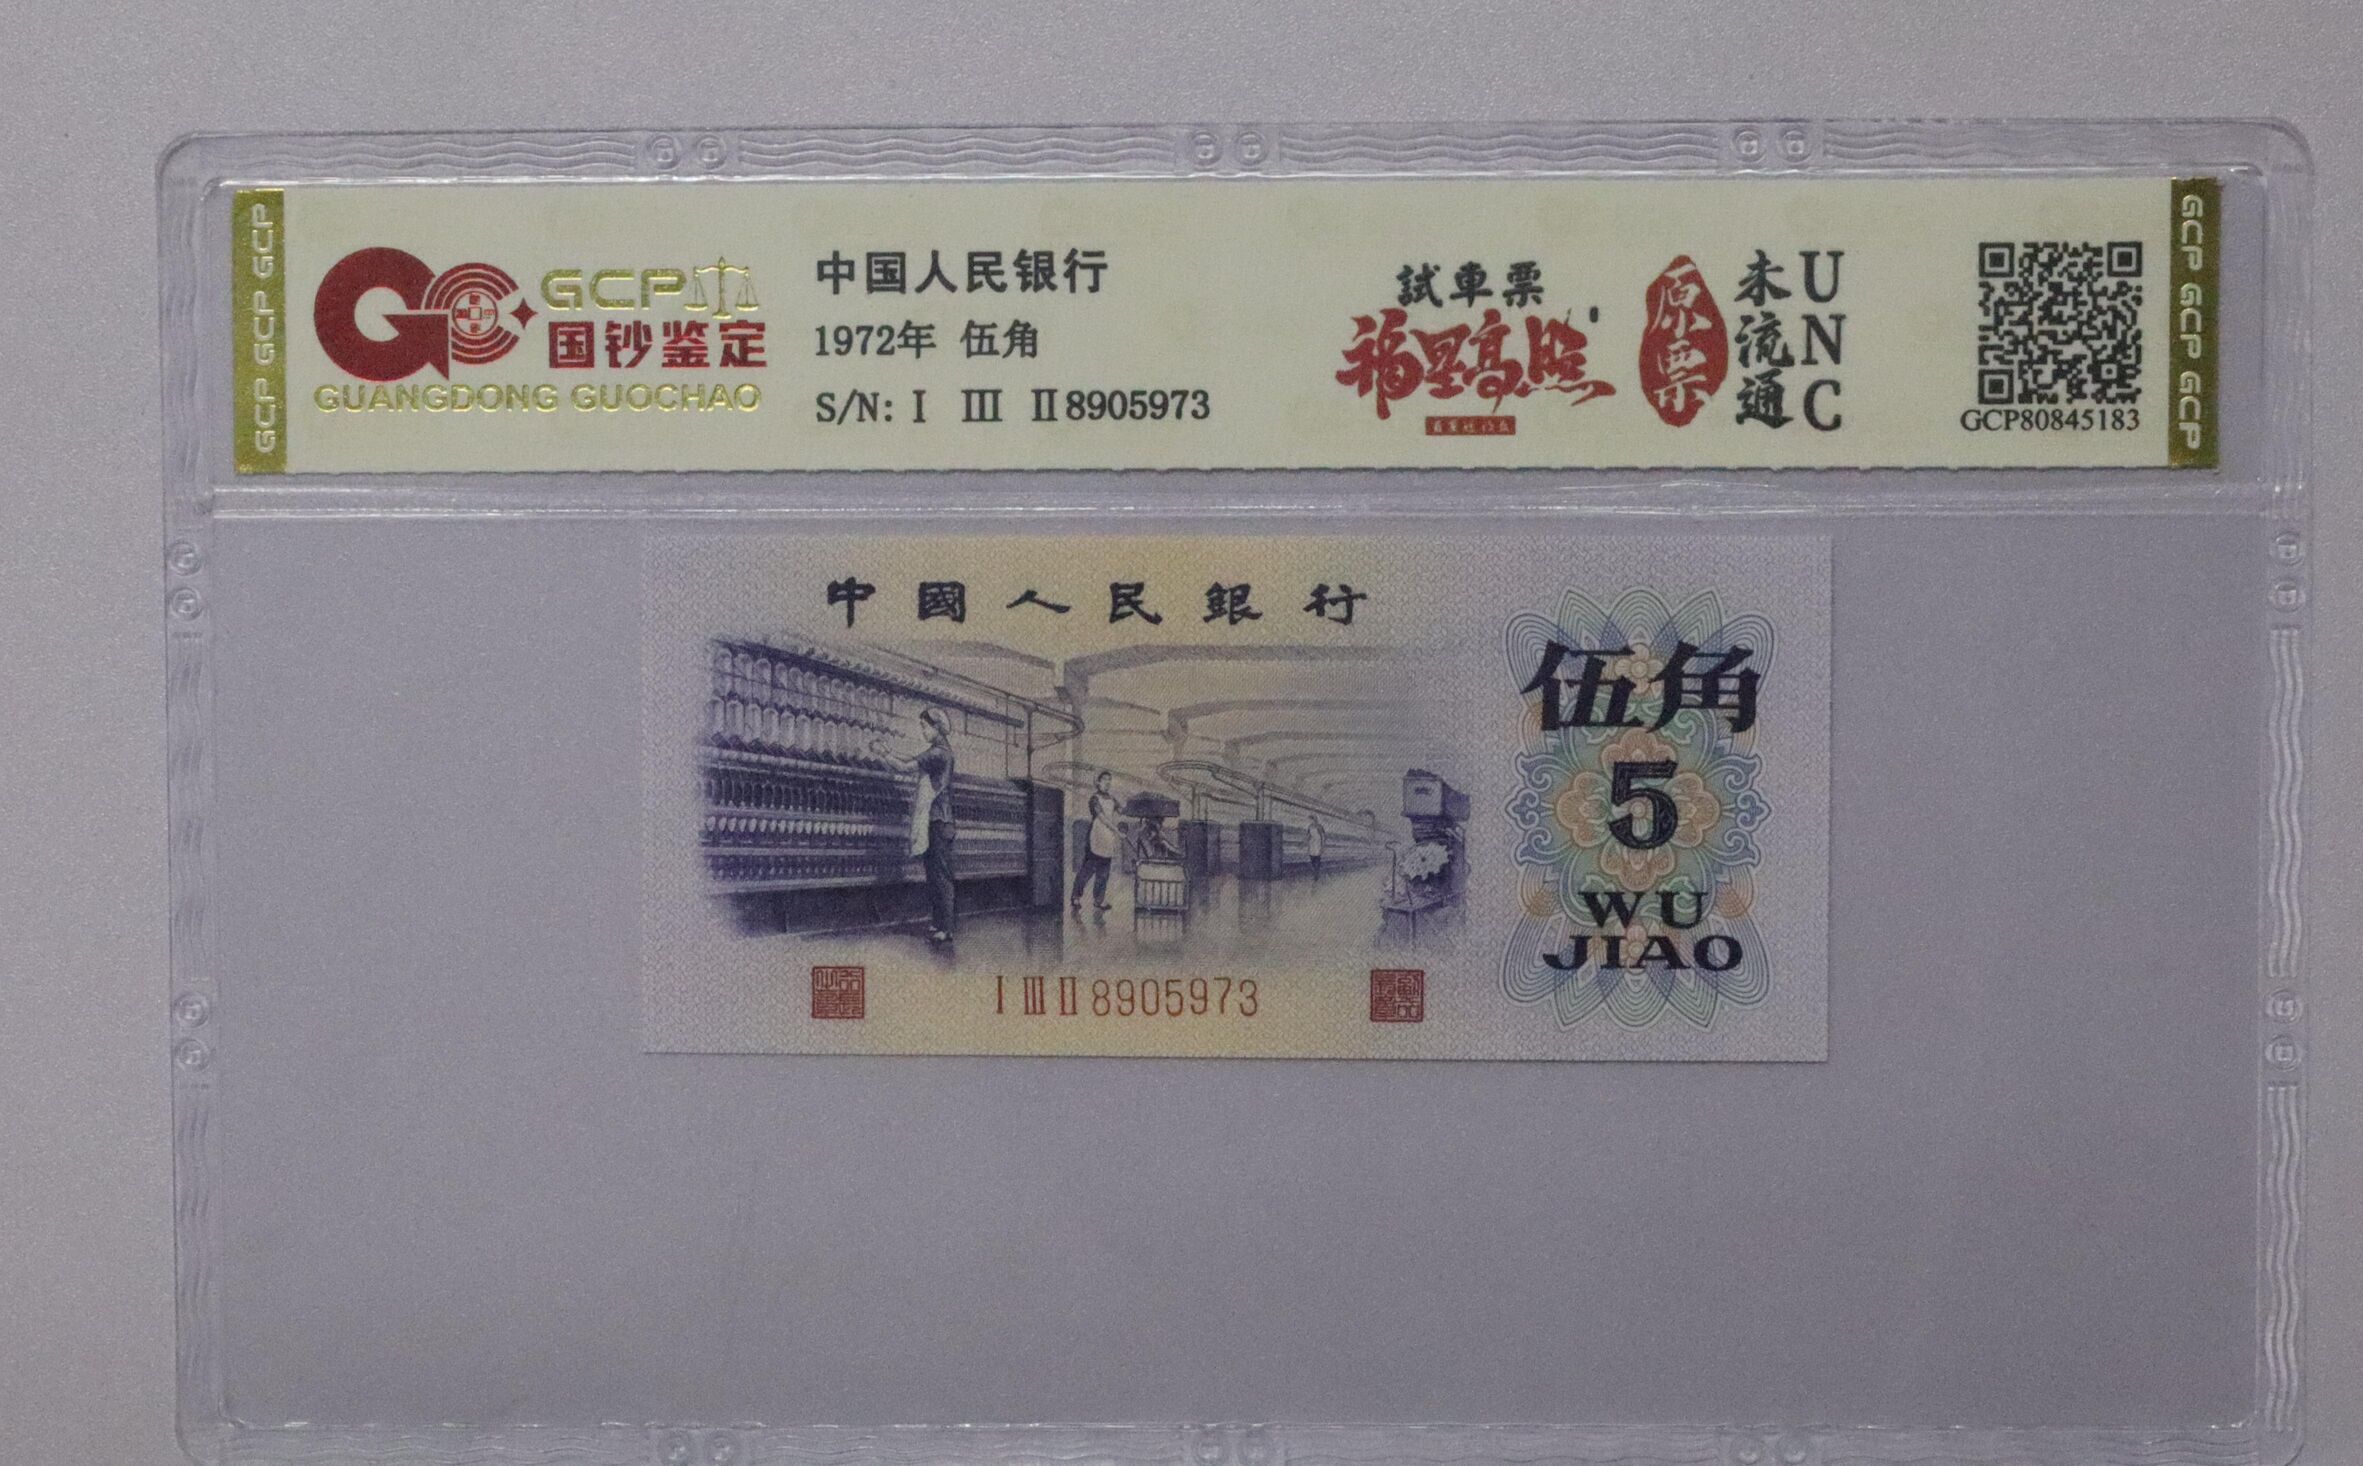 GCP GCP GCP
GCP
国钞鉴定
GUANGDONG GUOCHAO
中国人民银行
1972年 伍角
S/N: I III II 8905973
試車票
福星高照
原票
未流通
UNC
GCP80845183
GCP GCP GCP
中國人民銀行
伍角
5
WU
JIAO
I III II 8905973